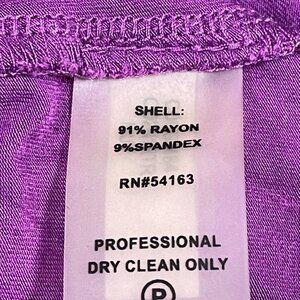 SHELL:
91% RAYON
9%SPANDEX
RN#54163
PROFESSIONAL
DRY CLEAN ONLY
P